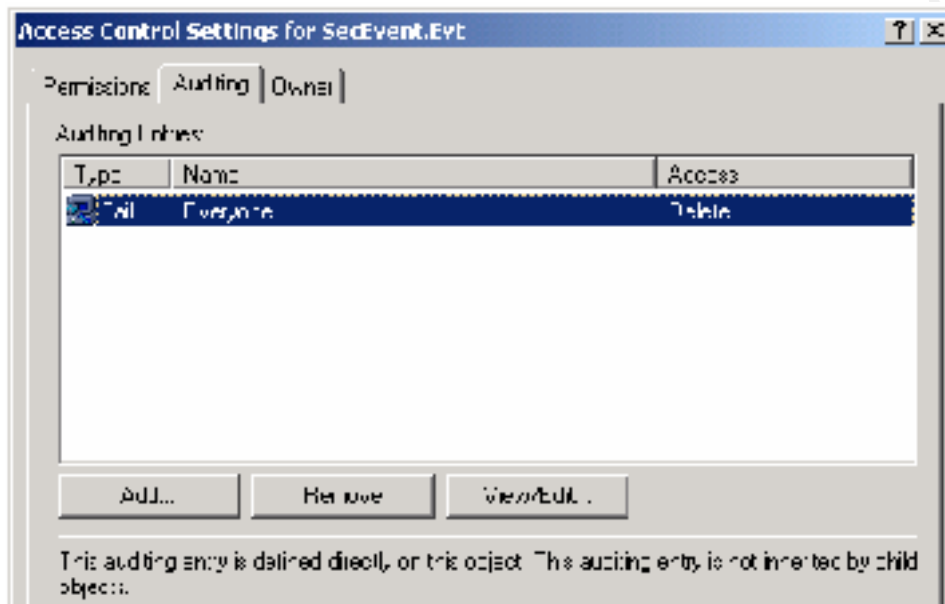 Access Control Settings for SecEvent.Evt
Permissions Auditing Owner
Auditing Entries:
Type Name Access
Fail Everyone Delete
Add... Remove View/Edit...
This auditing entry is defined directly on this object. This auditing entry is not inherited by child
objects.